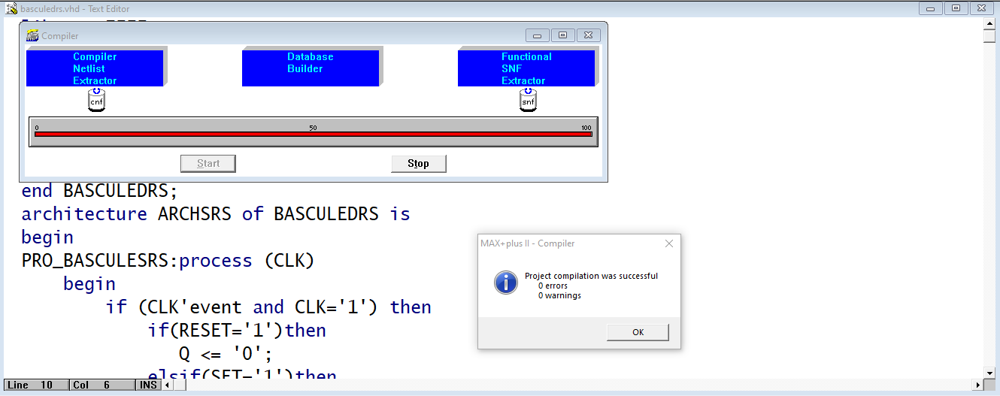 basculedrs.vhd - Text Editor
Compiler
Compiler
Netlist
Extractor
Database
Builder
Functional
SNF
Extractor
cnf
snf
0 50 100
Start
Stop
end BASCULEDRS;
architecture ARCHSRS of BASCULEDRS is
begin
PRO_BASCULESRS:process (CLK)
begin
if (CLK'event and CLK='1') then
if(RESET='1')then
Q <= '0';
elsif(SET='1')then
MAX+plus II - Compiler
Project compilation was successful
0 errors
0 warnings
OK
Line 10 Col 6 INS